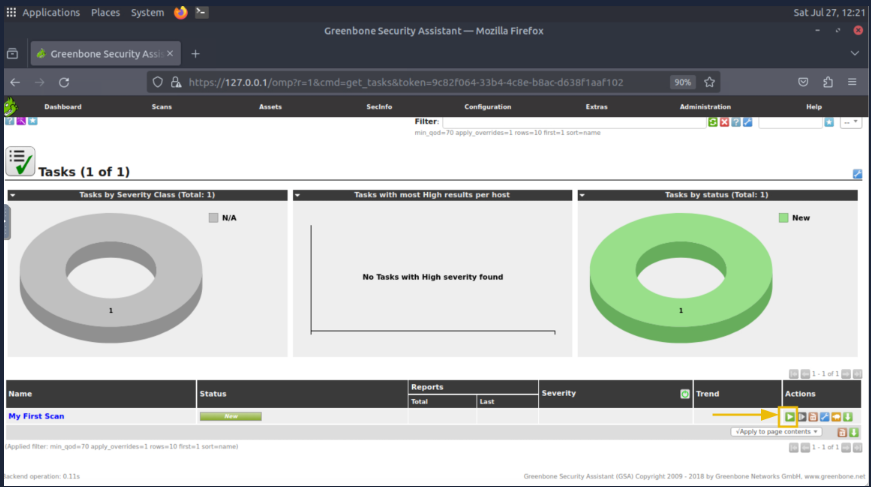 Applications Places System
Sat Jul 27, 12:21
Greenbone Security Assistant — Mozilla Firefox
Greenbone Security Assis
https://127.0.0.1/omp?r=1&cmd=get_tasks&token=9c82f064-33b4-4c8e-b8ac-d638f1aaf102
90%
Dashboard Scans Assets SecInfo Configuration Extras Administration Help
Filter:
min_qod=70 apply_overrides=1 rows=10 first=1 sort=name
--
Tasks (1 of 1)
Tasks by Severity Class (Total: 1)
N/A
1
Tasks with most High results per host
No Tasks with High severity found
Tasks by status (Total: 1)
New
1
1 - 1 of 1
Name Status Reports Severity Trend Actions
Total Last
My First Scan New
√Apply to page contents
(Applied filter: min_qod=70 apply_overrides=1 rows=10 first=1 sort=name)
1 - 1 of 1
Backend operation: 0.11s
Greenbone Security Assistant (GSA) Copyright 2009 - 2018 by Greenbone Networks GmbH, www.greenbone.net